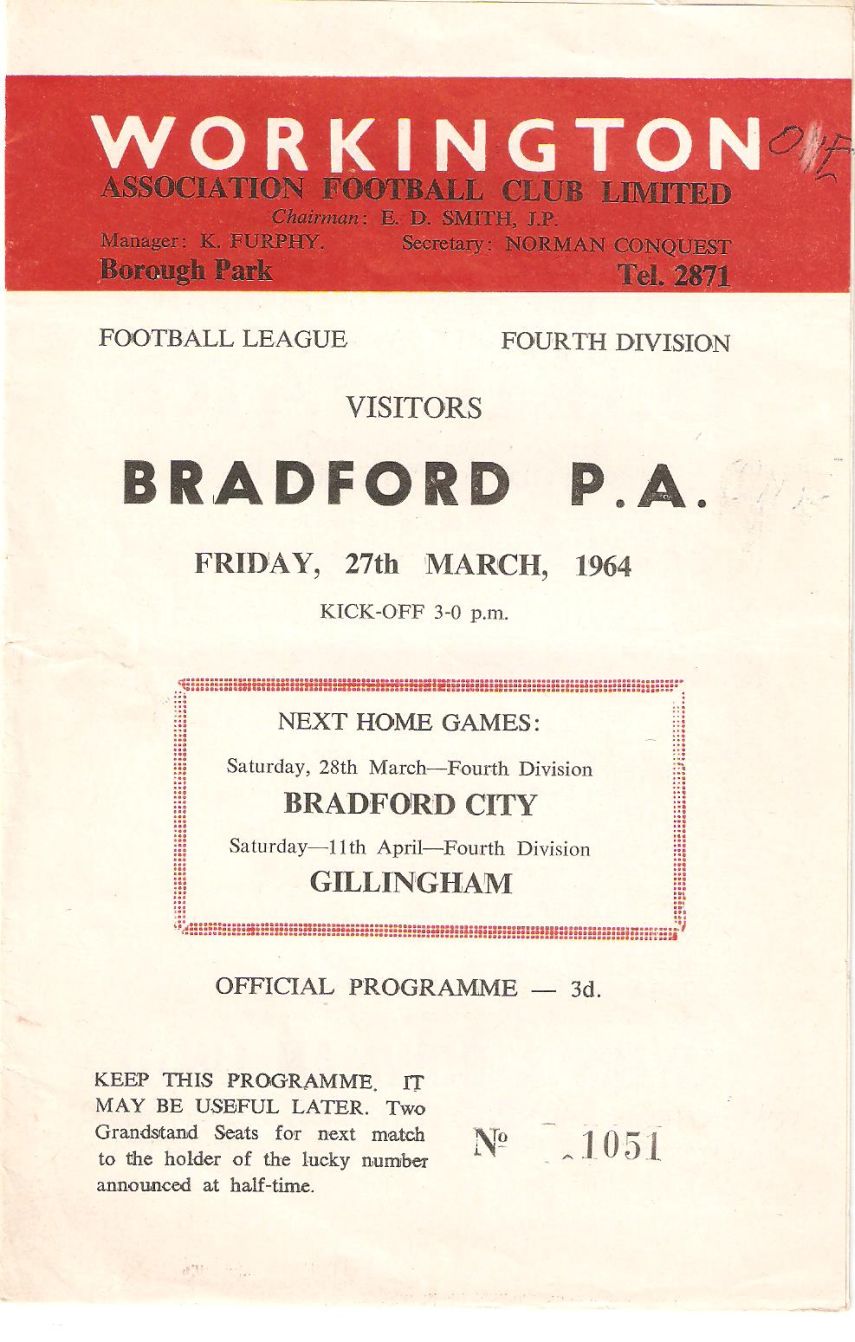 WORKINGTON ONE
ASSOCIATION FOOTBALL CLUB LIMITED
Chairman: E. D. SMITH, J.P.
Manager: K. FURPHY. Secretary: NORMAN CONQUEST
Borough Park Tel. 2871
FOOTBALL LEAGUE FOURTH DIVISION
VISITORS
BRADFORD P.A.
FRIDAY, 27th MARCH, 1964
KICK-OFF 3-0 p.m.
NEXT HOME GAMES:
Saturday, 28th March—Fourth Division
BRADFORD CITY
Saturday—11th April—Fourth Division
GILLINGHAM
OFFICIAL PROGRAMME — 3d.
KEEP THIS PROGRAMME. IT
MAY BE USEFUL LATER. Two
Grandstand Seats for next match
to the holder of the lucky number
announced at half-time.
Nº 1051